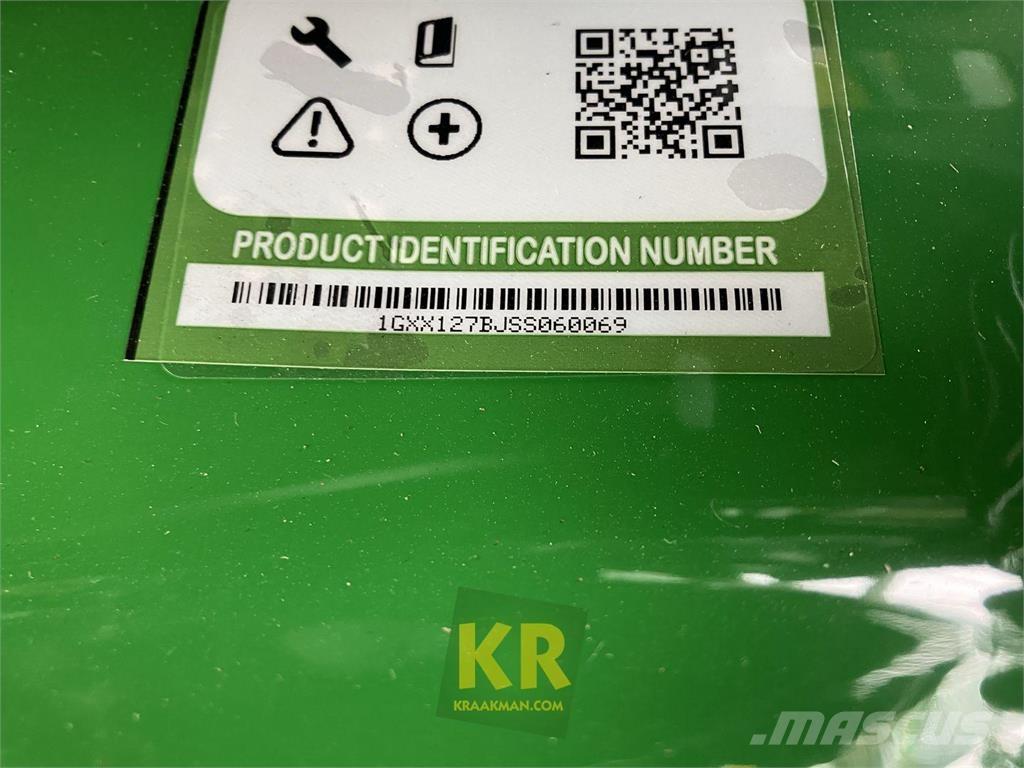 PRODUCT IDENTIFICATION NUMBER
1GXX127BJSS060069
KR
KRAAKMAN.COM
MASCUS